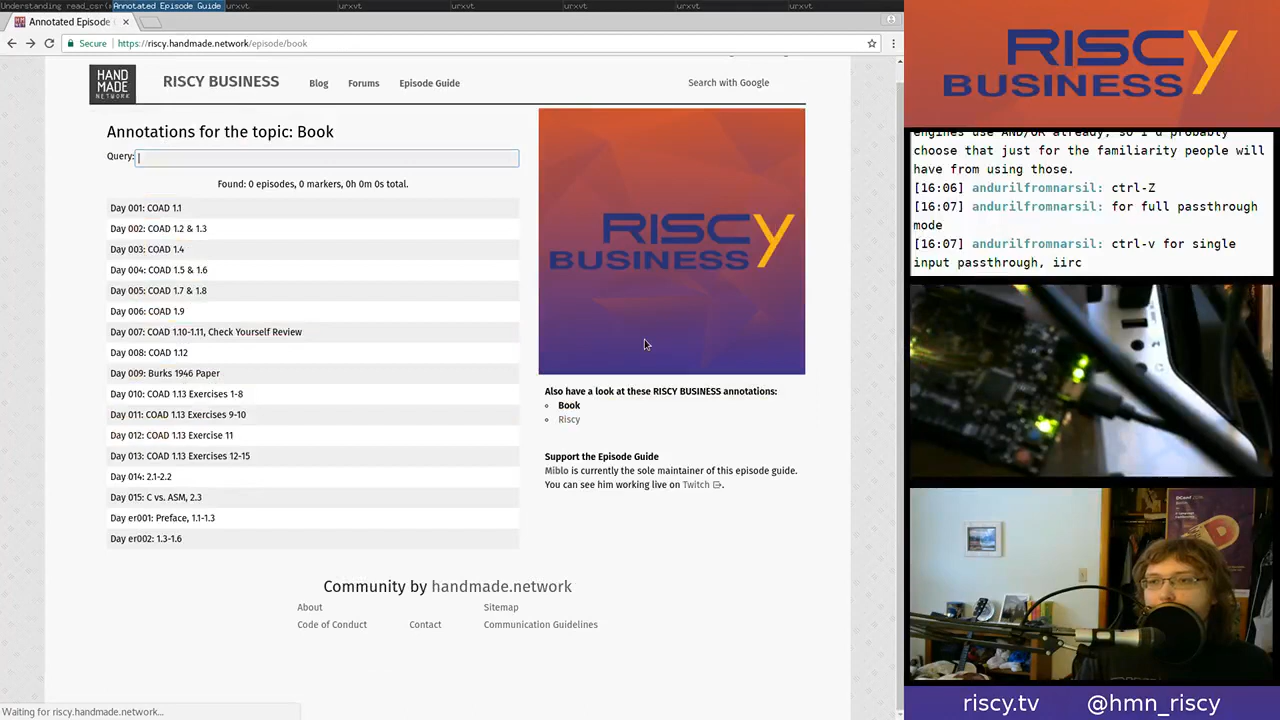 Understanding read_csr(
Annotated Episode Guide
urxvt
urxvt
urxvt
urxvt
urxvt
urxvt
Annotated Episode
Secure
https://riscy.handmade.network/episode/book
HAND
MADE
NETWORK
RISCY BUSINESS
Blog
Forums
Episode Guide
Search with Google
Annotations for the topic: Book
Query:
Found: 0 episodes, 0 markers, 0h 0m 0s total.
Day 001: COAD 1.1
Day 002: COAD 1.2 & 1.3
Day 003: COAD 1.4
Day 004: COAD 1.5 & 1.6
Day 005: COAD 1.7 & 1.8
Day 006: COAD 1.9
Day 007: COAD 1.10-1.11, Check Yourself Review
Day 008: COAD 1.12
Day 009: Burks 1946 Paper
Day 010: COAD 1.13 Exercises 1-8
Day 011: COAD 1.13 Exercises 9-10
Day 012: COAD 1.13 Exercise 11
Day 013: COAD 1.13 Exercises 12-15
Day 014: 2.1-2.2
Day 015: C vs. ASM, 2.3
Day er001: Preface, 1.1-1.3
Day er002: 1.3-1.6
RISCy
BUSINESS
Also have a look at these RISCY BUSINESS annotations:
Book
Riscy
Support the Episode Guide
Miblo is currently the sole maintainer of this episode guide.
You can see him working live on Twitch.
Community by handmade.network
About
Sitemap
Code of Conduct
Contact
Communication Guidelines
Waiting for riscy.handmade.network...
RISCy
BUSINESS
engines use AND/OR already, so I'd probably
choose that just for the familiarity people will
have from using those.
[16:06] andurilfromnarsil: ctrl-Z
[16:07] andurilfromnarsil: for full passthrough
mode
[16:07] andurilfromnarsil: ctrl-v for single
input passthrough, iirc
riscy.tv
@hmn_riscy